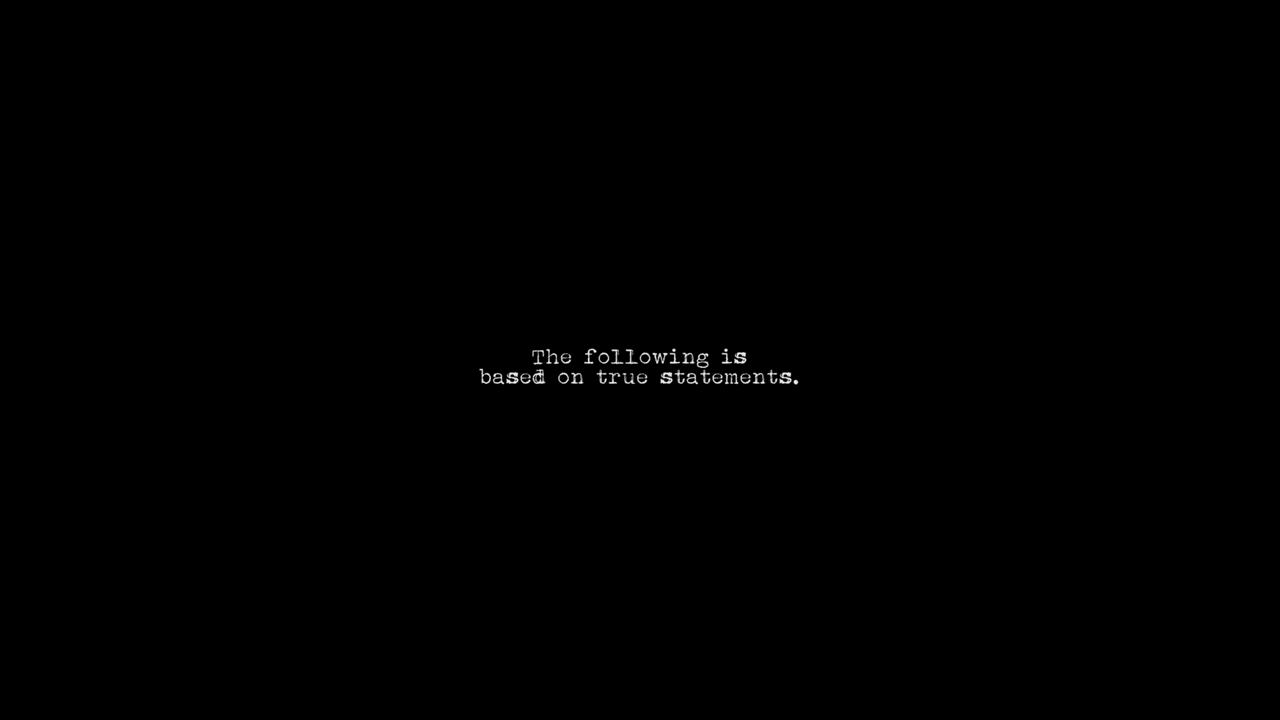 The following is
based on true statements.